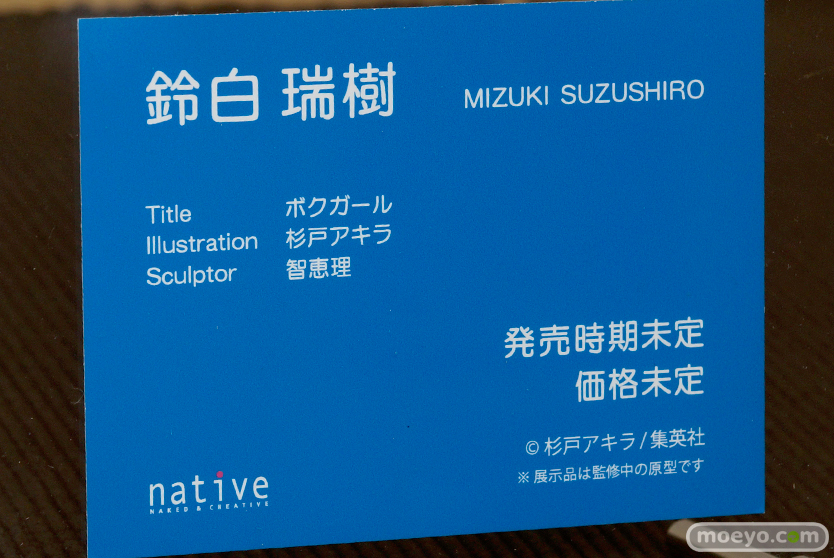 鈴白 瑞樹 MIZUKI SUZUSHIRO
Title ボクガール
Illustration 杉戸アキラ
Sculptor 智恵理
発売時期未定
価格未定
© 杉戸アキラ / 集英社
※ 展示品は監修中の原型です
native
NAKED & CREATIVE
moeyo.com